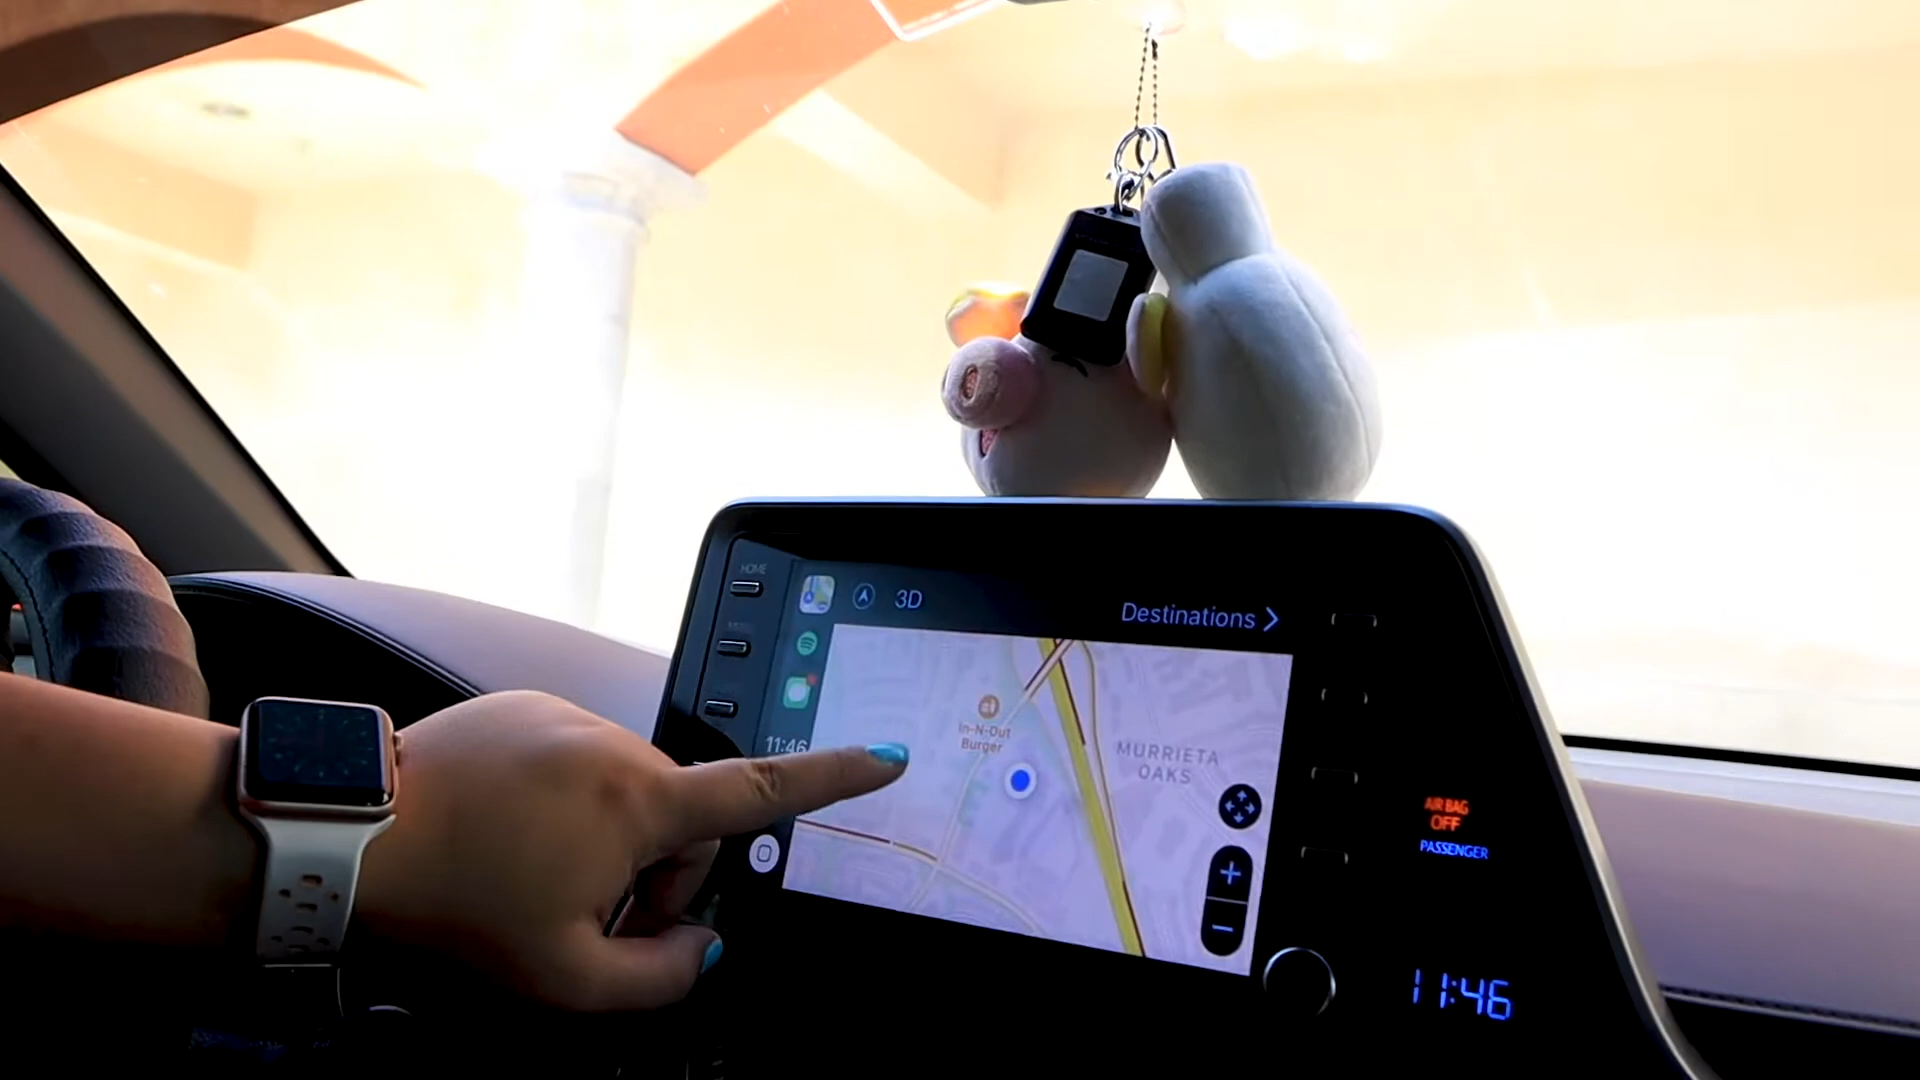 HOME
3D
Destinations
In-N-Out
Burger
MURRIETA
OAKS
11:46
+
−
AIR BAG
OFF
PASSENGER
11:46